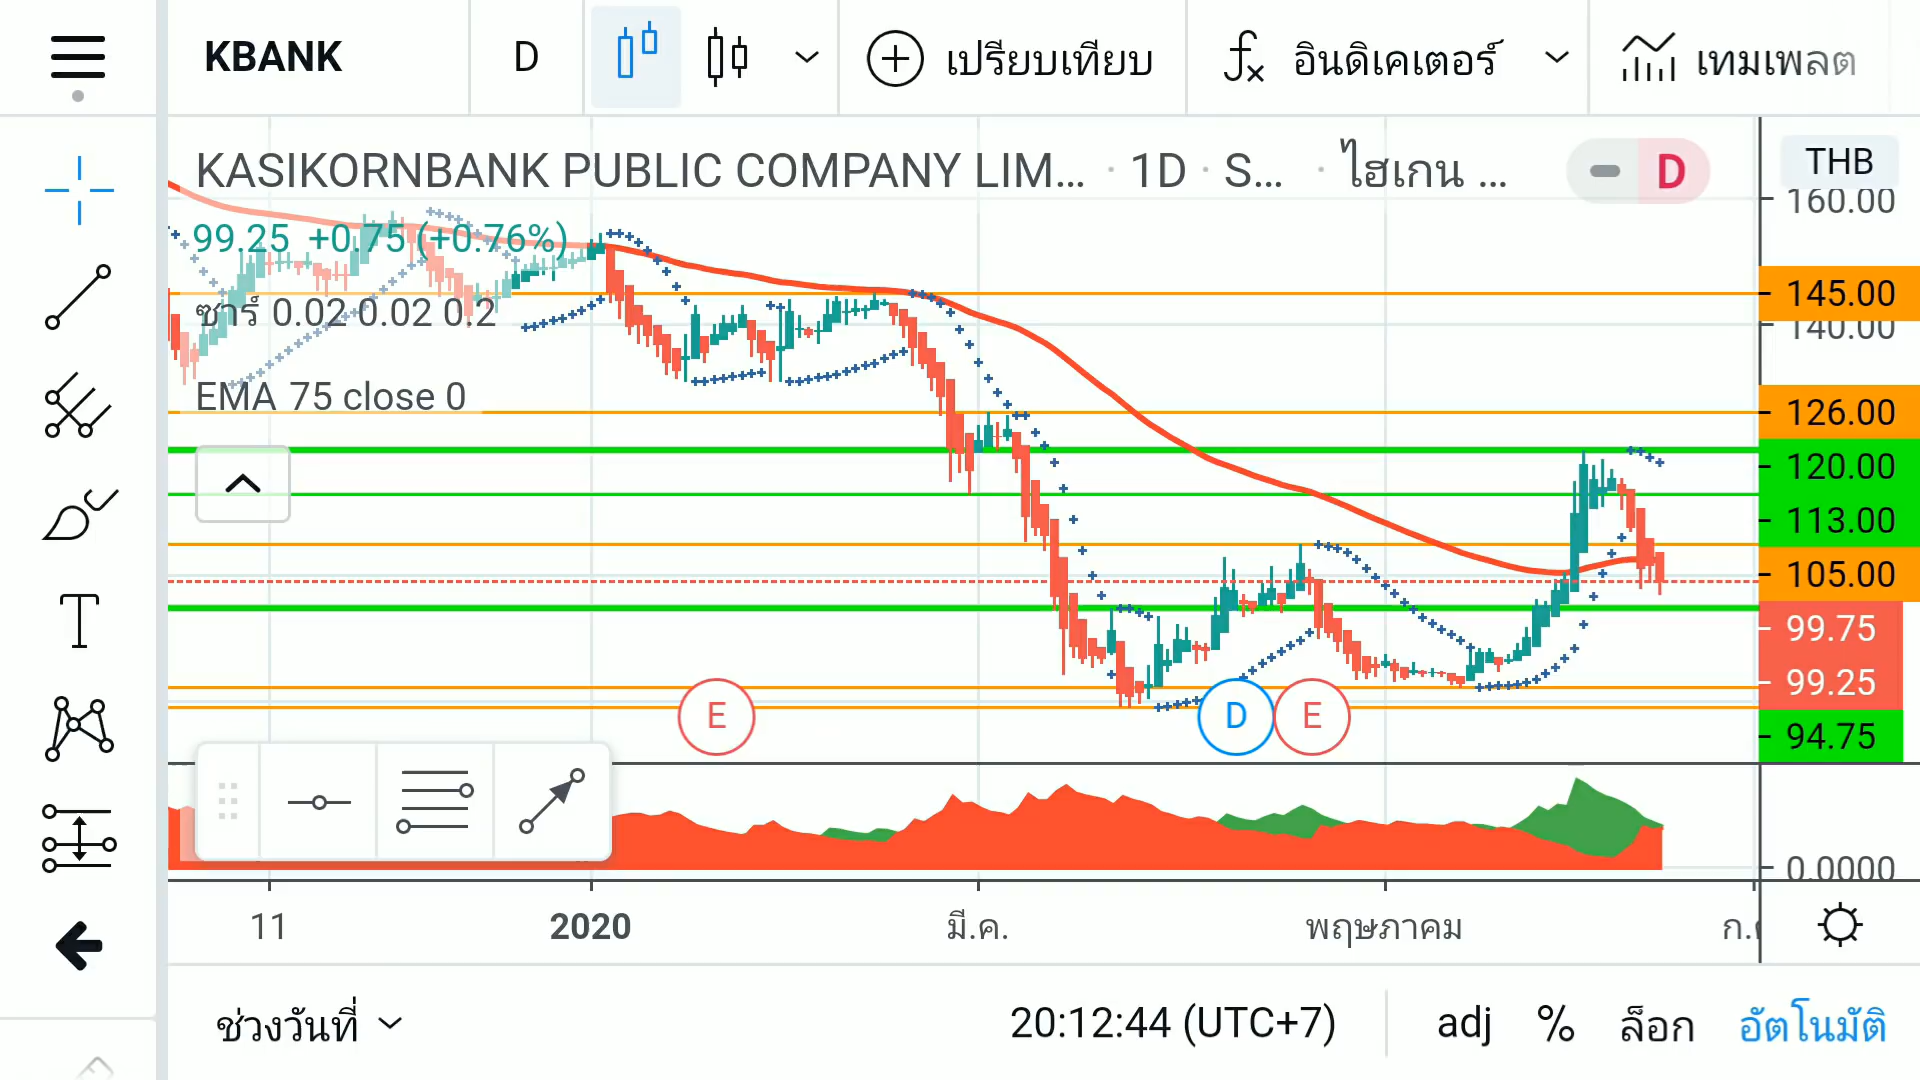 KBANK
D
เปรียบเทียบ
อินดิเคเตอร์
เทมเพลต
KASIKORNBANK PUBLIC COMPANY LIM... · 1D · S... · ไฮเกน ...
D
THB
99.25 +0.75 (+0.76%)
ซาร์ 0.02 0.02 0.2
EMA 75 close 0
160.00
145.00
140.00
126.00
120.00
113.00
105.00
99.75
99.25
94.75
0.0000
E
D
E
11
2020
มี.ค.
พฤษภาคม
ช่วงวันที่
20:12:44 (UTC+7)
adj
%
ล็อก
อัตโนมัติ